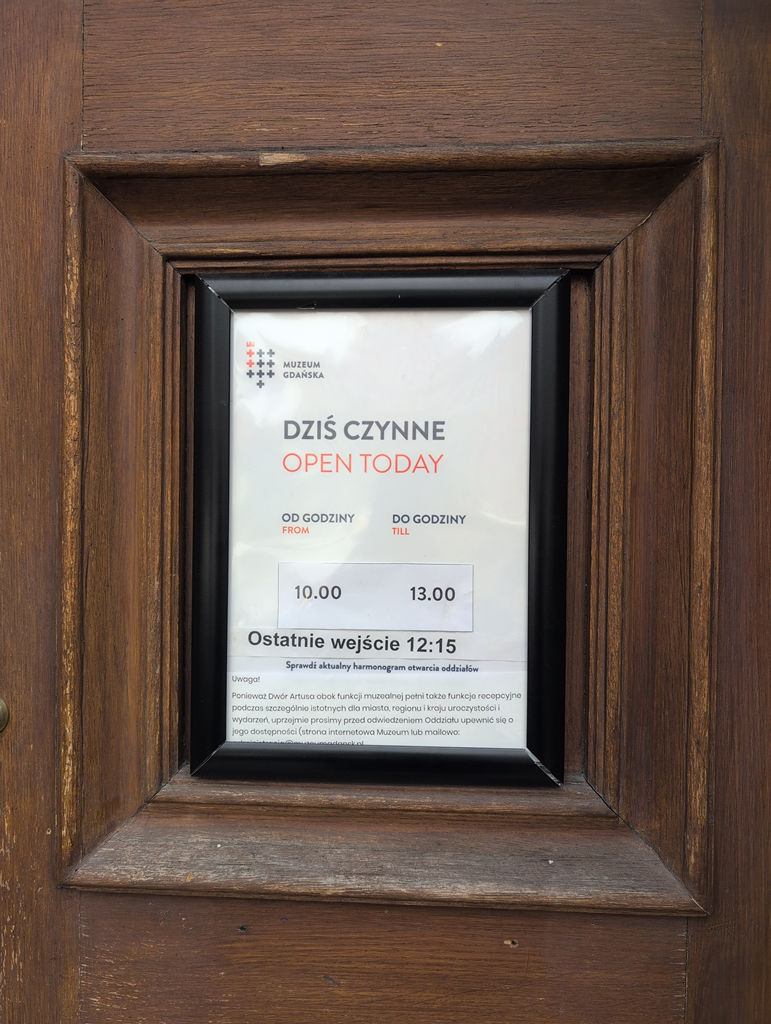 MUZEUM
GDAŃSKA
DZIŚ CZYNNE
OPEN TODAY
OD GODZINY DO GODZINY
FROM TILL
10.00 13.00
Ostatnie wejście 12:15
Sprawdź aktualny harmonogram otwarcia oddziałów
Uwaga!
Ponieważ Dwór Artusa obok funkcji muzealnej pełni także funkcje recepcyjne
podczas szczególnie istotnych dla miasta, regionu i kraju uroczystości i
wydarzeń, uprzejmie prosimy przed odwiedzeniem Oddziału upewnić się o
jego dostępności (strona internetowa Muzeum lub mailowo: